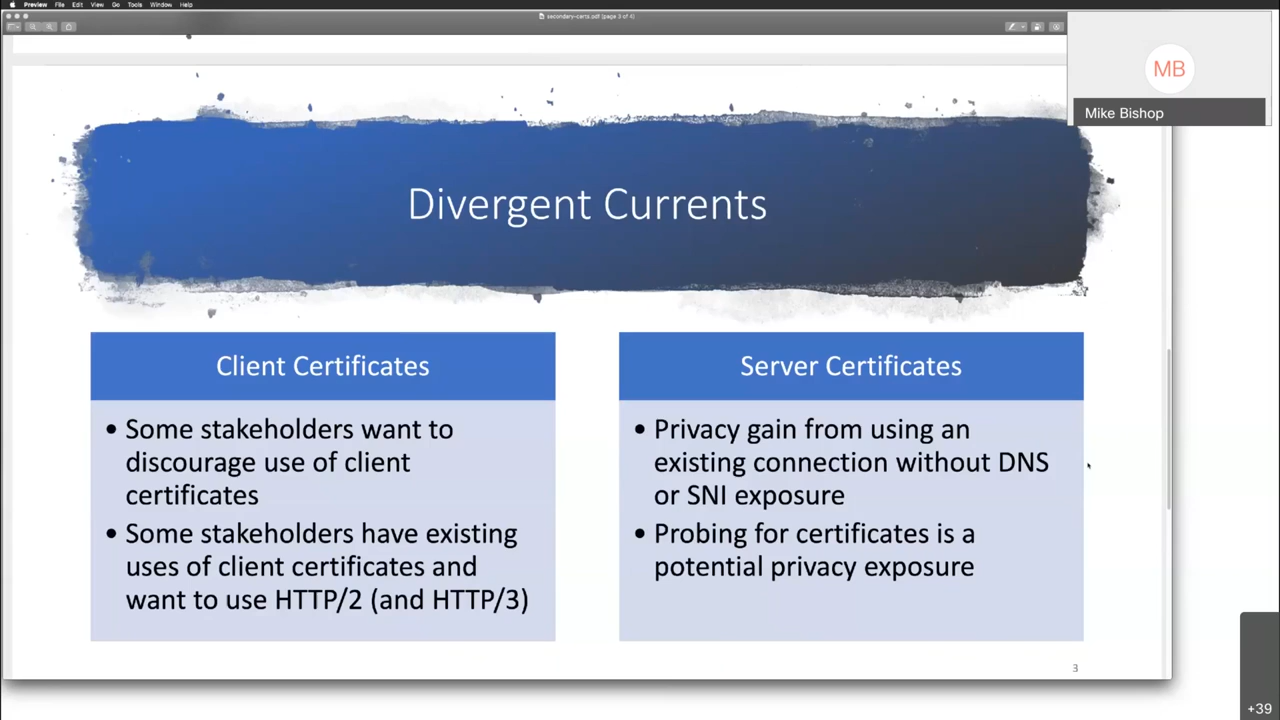 Preview File Edit View Go Tools Window Help
secondary-certs.pdf (page 3 of 4)
MB
Mike Bishop
Divergent Currents
Client Certificates
• Some stakeholders want to
discourage use of client
certificates
• Some stakeholders have existing
uses of client certificates and
want to use HTTP/2 (and HTTP/3)
Server Certificates
• Privacy gain from using an
existing connection without DNS
or SNI exposure
• Probing for certificates is a
potential privacy exposure
3
+39